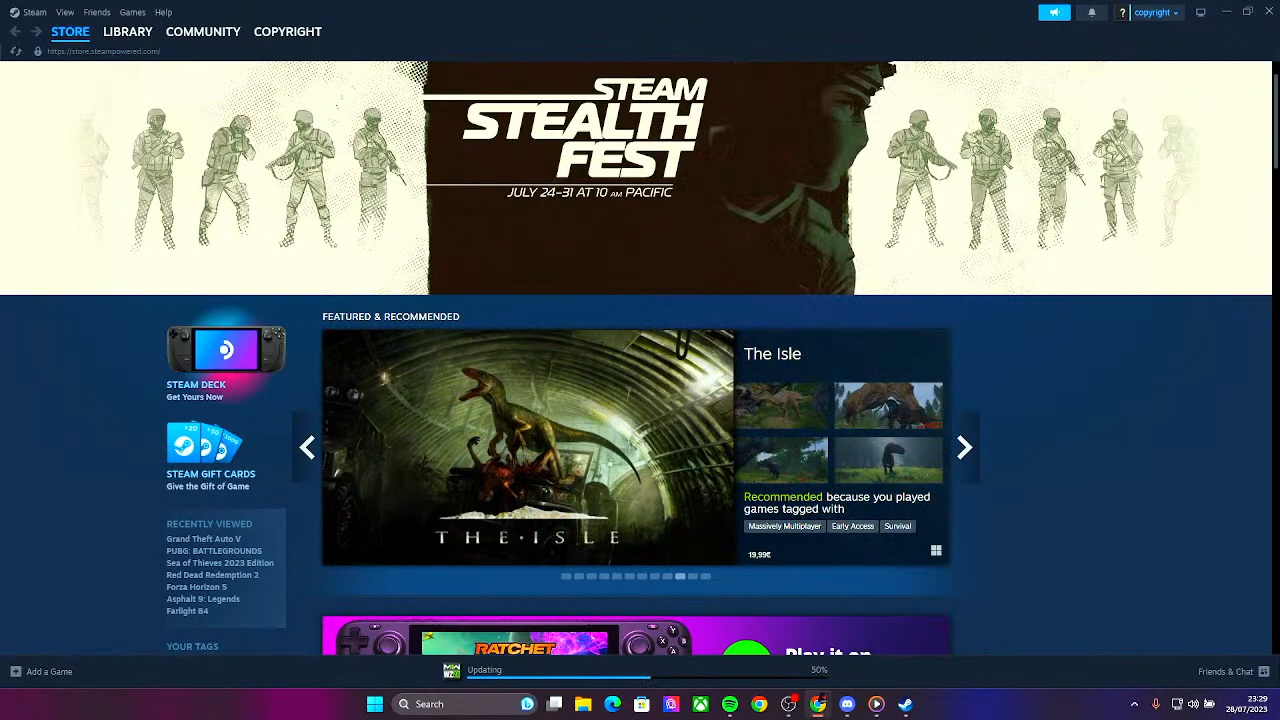 Steam View Friends Games Help
copyright
STORE LIBRARY COMMUNITY COPYRIGHT
https://store.steampowered.com/
STEAM
STEALTH
FEST
JULY 24-31 AT 10 AM PACIFIC
FEATURED & RECOMMENDED
STEAM DECK
Get Yours Now
STEAM GIFT CARDS
Give the Gift of Game
RECENTLY VIEWED
Grand Theft Auto V
PUBG: BATTLEGROUNDS
Sea of Thieves 2023 Edition
Red Dead Redemption 2
Forza Horizon 5
Asphalt 9: Legends
Farlight 84
YOUR TAGS
THE·ISLE
The Isle
Recommended because you played
games tagged with
Massively Multiplayer Early Access Survival
19,99€
RATCHET
Play it on
Add a Game
Updating 50%
Friends & Chat
Search
23:29
28/07/2023